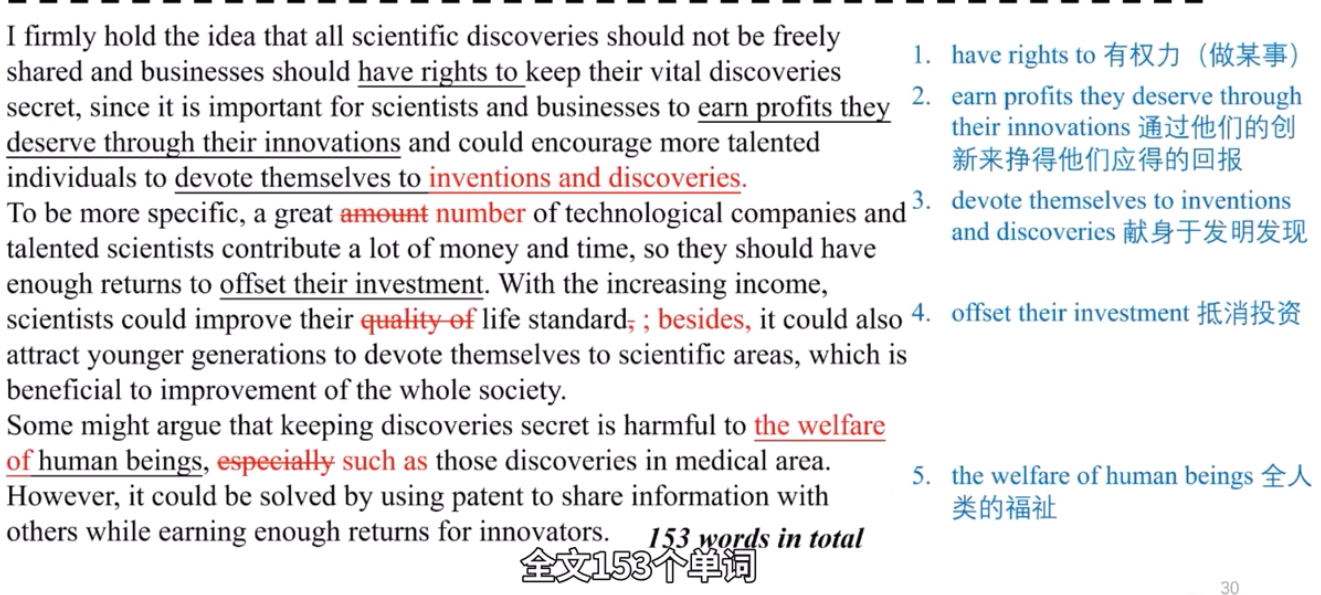 I firmly hold the idea that all scientific discoveries should not be freely
shared and businesses should have rights to keep their vital discoveries
secret, since it is important for scientists and businesses to earn profits they
deserve through their innovations and could encourage more talented
individuals to devote themselves to inventions and discoveries.
To be more specific, a great amount number of technological companies and
talented scientists contribute a lot of money and time, so they should have
enough returns to offset their investment. With the increasing income,
scientists could improve their quality of life standard, ; besides, it could also
attract younger generations to devote themselves to scientific areas, which is
beneficial to improvement of the whole society.
Some might argue that keeping discoveries secret is harmful to the welfare
of human beings, especially such as those discoveries in medical area.
However, it could be solved by using patent to share information with
others while earning enough returns for innovators. 153 words in total
1. have rights to 有权力（做某事）
2. earn profits they deserve through
their innovations 通过他们的创
新来挣得他们应得的回报
3. devote themselves to inventions
and discoveries 献身于发明发现
4. offset their investment 抵消投资
5. the welfare of human beings 全人
类的福祉
全文153个单词
30